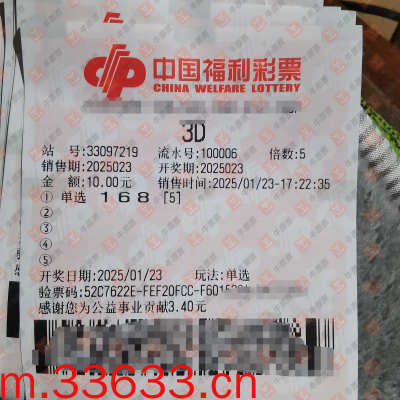 中国福利彩票
CHINA WELFARE LOTTERY
3D
站 号:33097219 流水号:100006 倍数:5
销售期:2025023 开奖期:2025023
金 额:10.00元 销售时间:2025/01/23-17:22:35
① 单选 1 6 8 [5]
②
③
④
⑤
开奖日期:2025/01/23 玩法:单选
验票码:52C7622E-FEF20FCC-F6015
感谢您为公益事业贡献3.40元
m.33633.cn